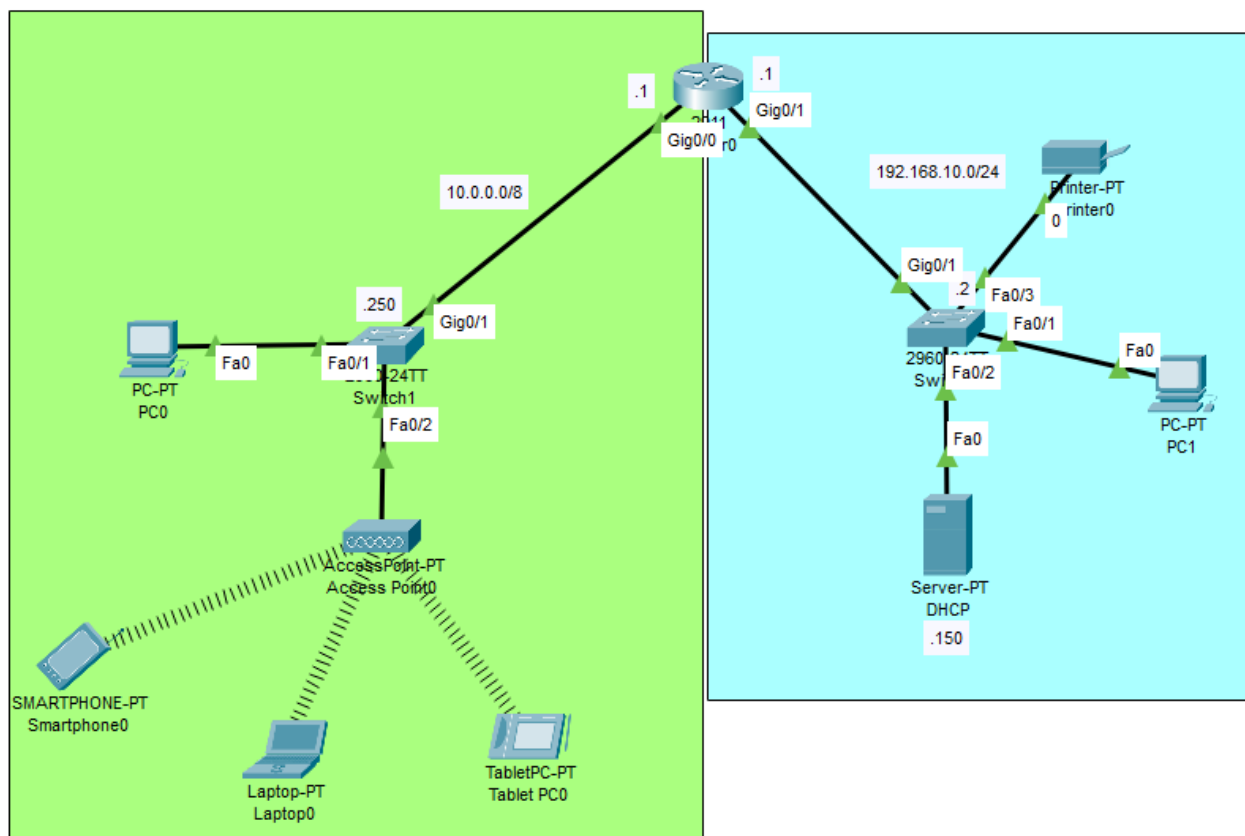 .1
.1
Gig0/1
Gig0/0
192.168.10.0/24
Printer-PT
0
10.0.0.0/8
Gig0/1
.2
Fa0/3
.250
Gig0/1
Fa0/1
Fa0
Fa0/1
Fa0
PC-PT
PC0
Switch1
Fa0/2
Fa0/2
Fa0
PC-PT
PC1
AccessPoint-PT
Access Point0
Server-PT
DHCP
.150
SMARTPHONE-PT
Smartphone0
Laptop-PT
Laptop0
TabletPC-PT
Tablet PC0